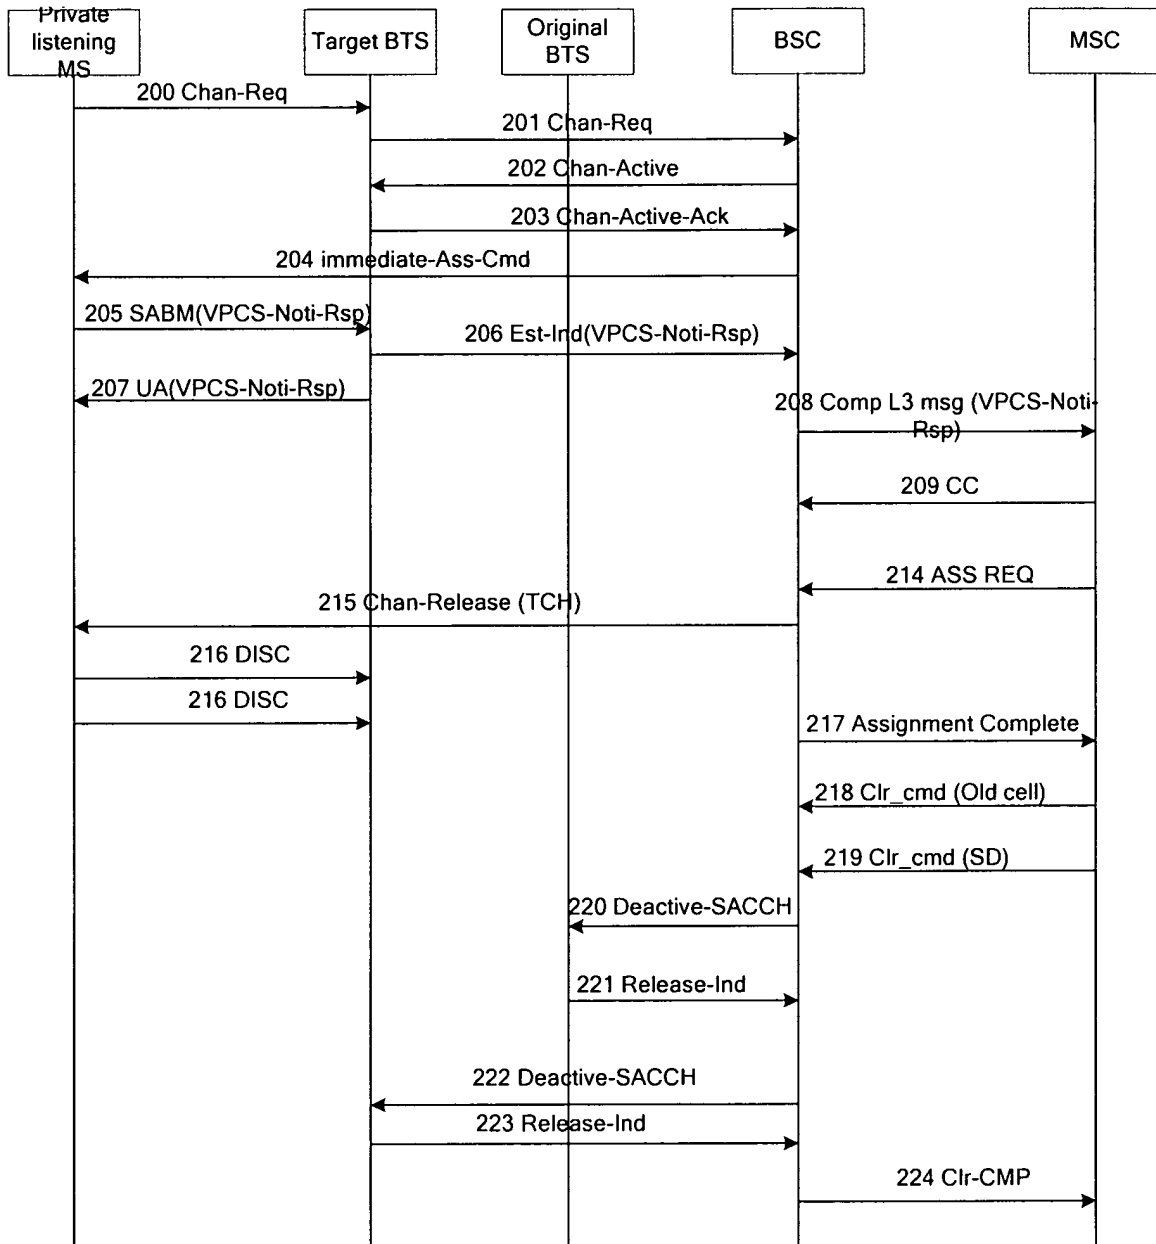 Private
listening
MS
Target BTS
Original
BTS
BSC
MSC
200 Chan-Req
201 Chan-Req
202 Chan-Active
203 Chan-Active-Ack
204 immediate-Ass-Cmd
205 SABM(VPCS-Noti-Rsp)
206 Est-Ind(VPCS-Noti-Rsp)
207 UA(VPCS-Noti-Rsp)
208 Comp L3 msg (VPCS-Noti-
Rsp)
209 CC
214 ASS REQ
215 Chan-Release (TCH)
216 DISC
216 DISC
217 Assignment Complete
218 Clr_cmd (Old cell)
219 Clr_cmd (SD)
220 Deactive-SACCH
221 Release-Ind
222 Deactive-SACCH
223 Release-Ind
224 Clr-CMP